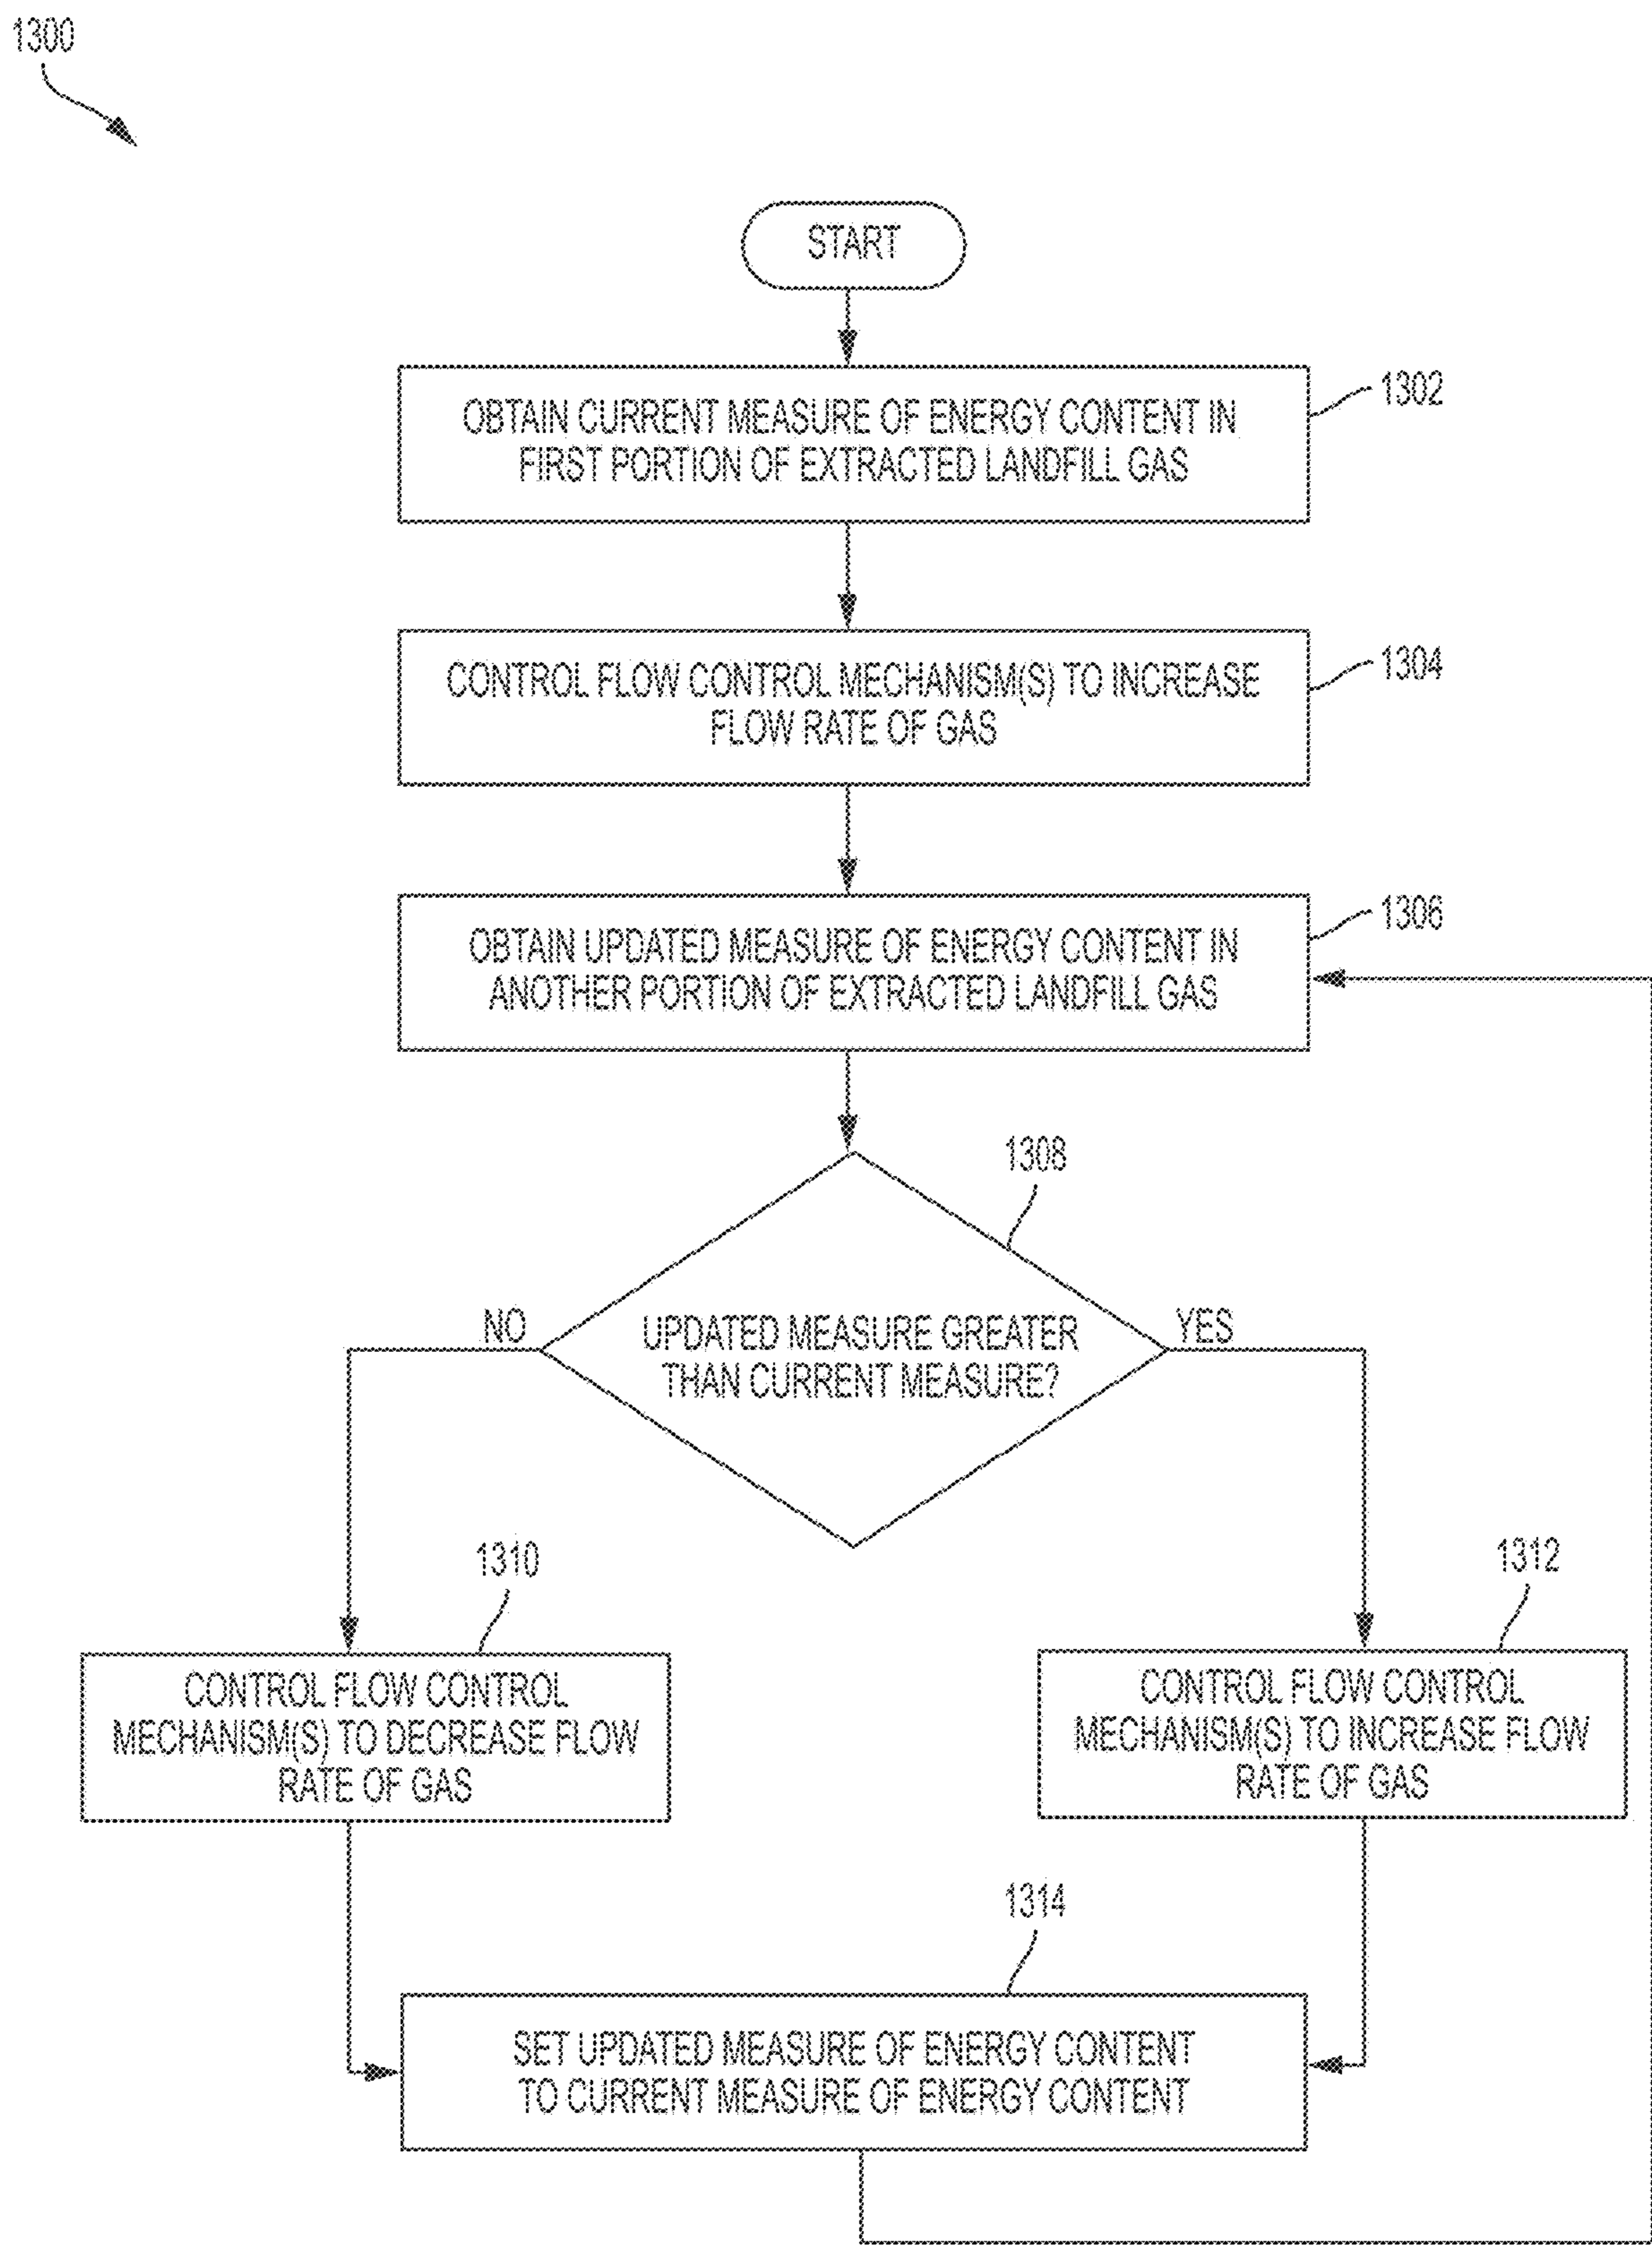 1300
START
OBTAIN CURRENT MEASURE OF ENERGY CONTENT IN
FIRST PORTION OF EXTRACTED LANDFILL GAS
1302
CONTROL FLOW CONTROL MECHANISM(S) TO INCREASE
FLOW RATE OF GAS
1304
OBTAIN UPDATED MEASURE OF ENERGY CONTENT IN
ANOTHER PORTION OF EXTRACTED LANDFILL GAS
1306
1308
NO
UPDATED MEASURE GREATER
THAN CURRENT MEASURE?
YES
1310
CONTROL FLOW CONTROL
MECHANISM(S) TO DECREASE FLOW
RATE OF GAS
1312
CONTROL FLOW CONTROL
MECHANISM(S) TO INCREASE FLOW
RATE OF GAS
1314
SET UPDATED MEASURE OF ENERGY CONTENT
TO CURRENT MEASURE OF ENERGY CONTENT